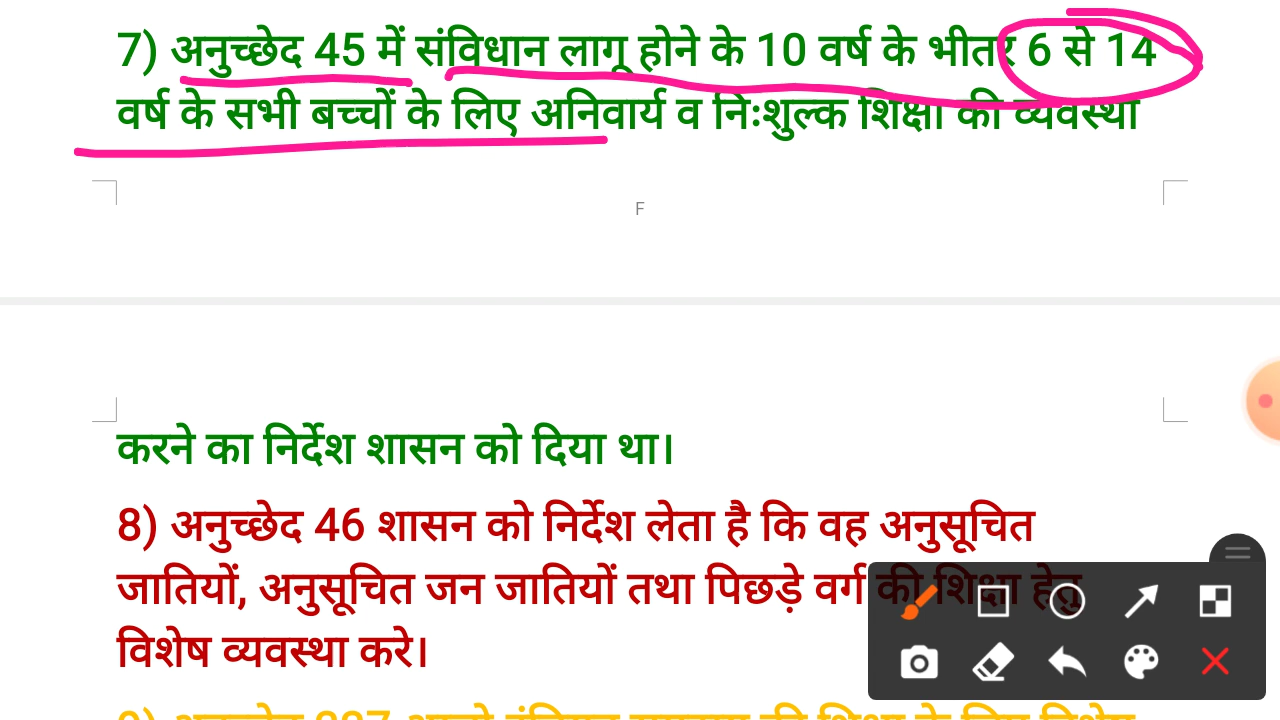 7) अनुच्छेद 45 में संविधान लागू होने के 10 वर्ष के भीतर 6 से 14
वर्ष के सभी बच्चों के लिए अनिवार्य व निःशुल्क शिक्षा की व्यवस्था
F
करने का निर्देश शासन को दिया था।
8) अनुच्छेद 46 शासन को निर्देश लेता है कि वह अनुसूचित
जातियों, अनुसूचित जन जातियों तथा पिछड़े वर्ग की शिक्षा हेतु
विशेष व्यवस्था करे।